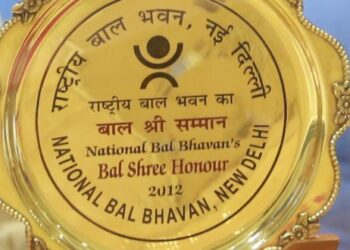 राष्ट्रीय बाल भवन, नई दिल्ली
राष्ट्रीय बाल भवन का
बाल श्री सम्मान
National Bal Bhavan's
Bal Shree Honour
2012
NATIONAL BAL BHAVAN, NEW DELHI